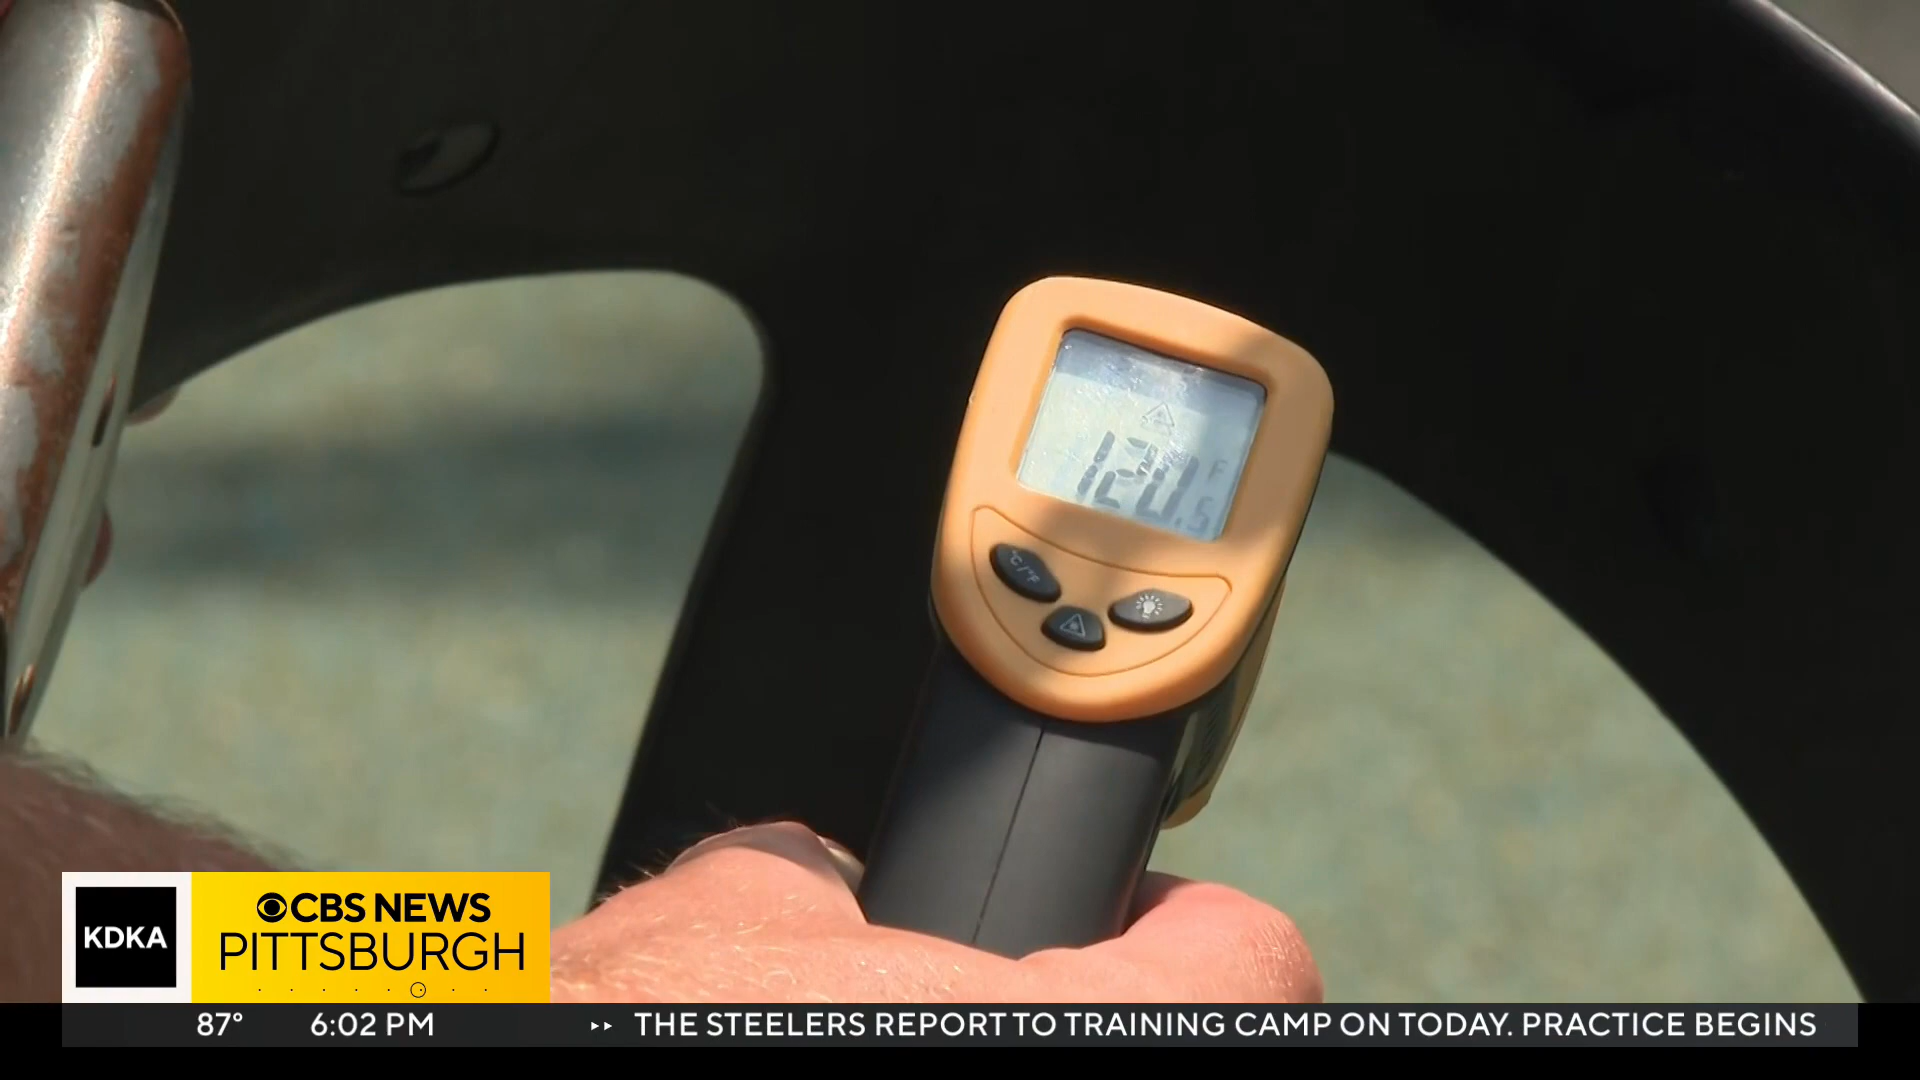 F
120.5
°C/°F
KDKA
CBS NEWS
PITTSBURGH
87° 6:02 PM THE STEELERS REPORT TO TRAINING CAMP ON TODAY. PRACTICE BEGINS